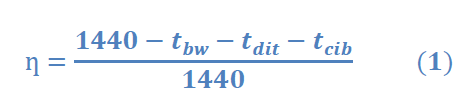 η = (1440 − t_bw − t_dit − t_cib) / 1440 (1)